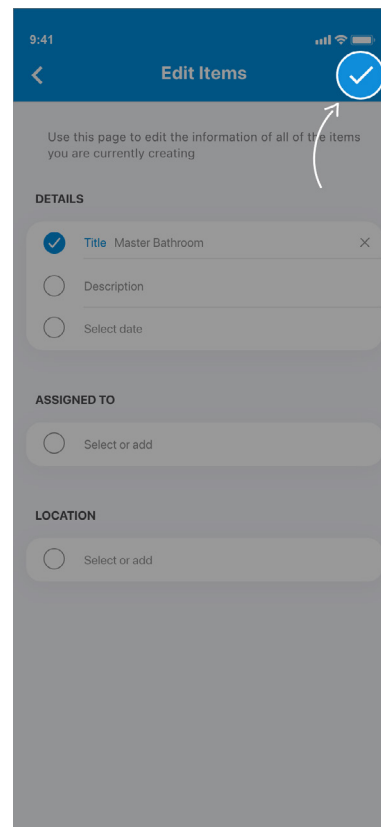 9:41
Edit Items
Use this page to edit the information of all of the items
you are currently creating
DETAILS
Title Master Bathroom
Description
Select date
ASSIGNED TO
Select or add
LOCATION
Select or add